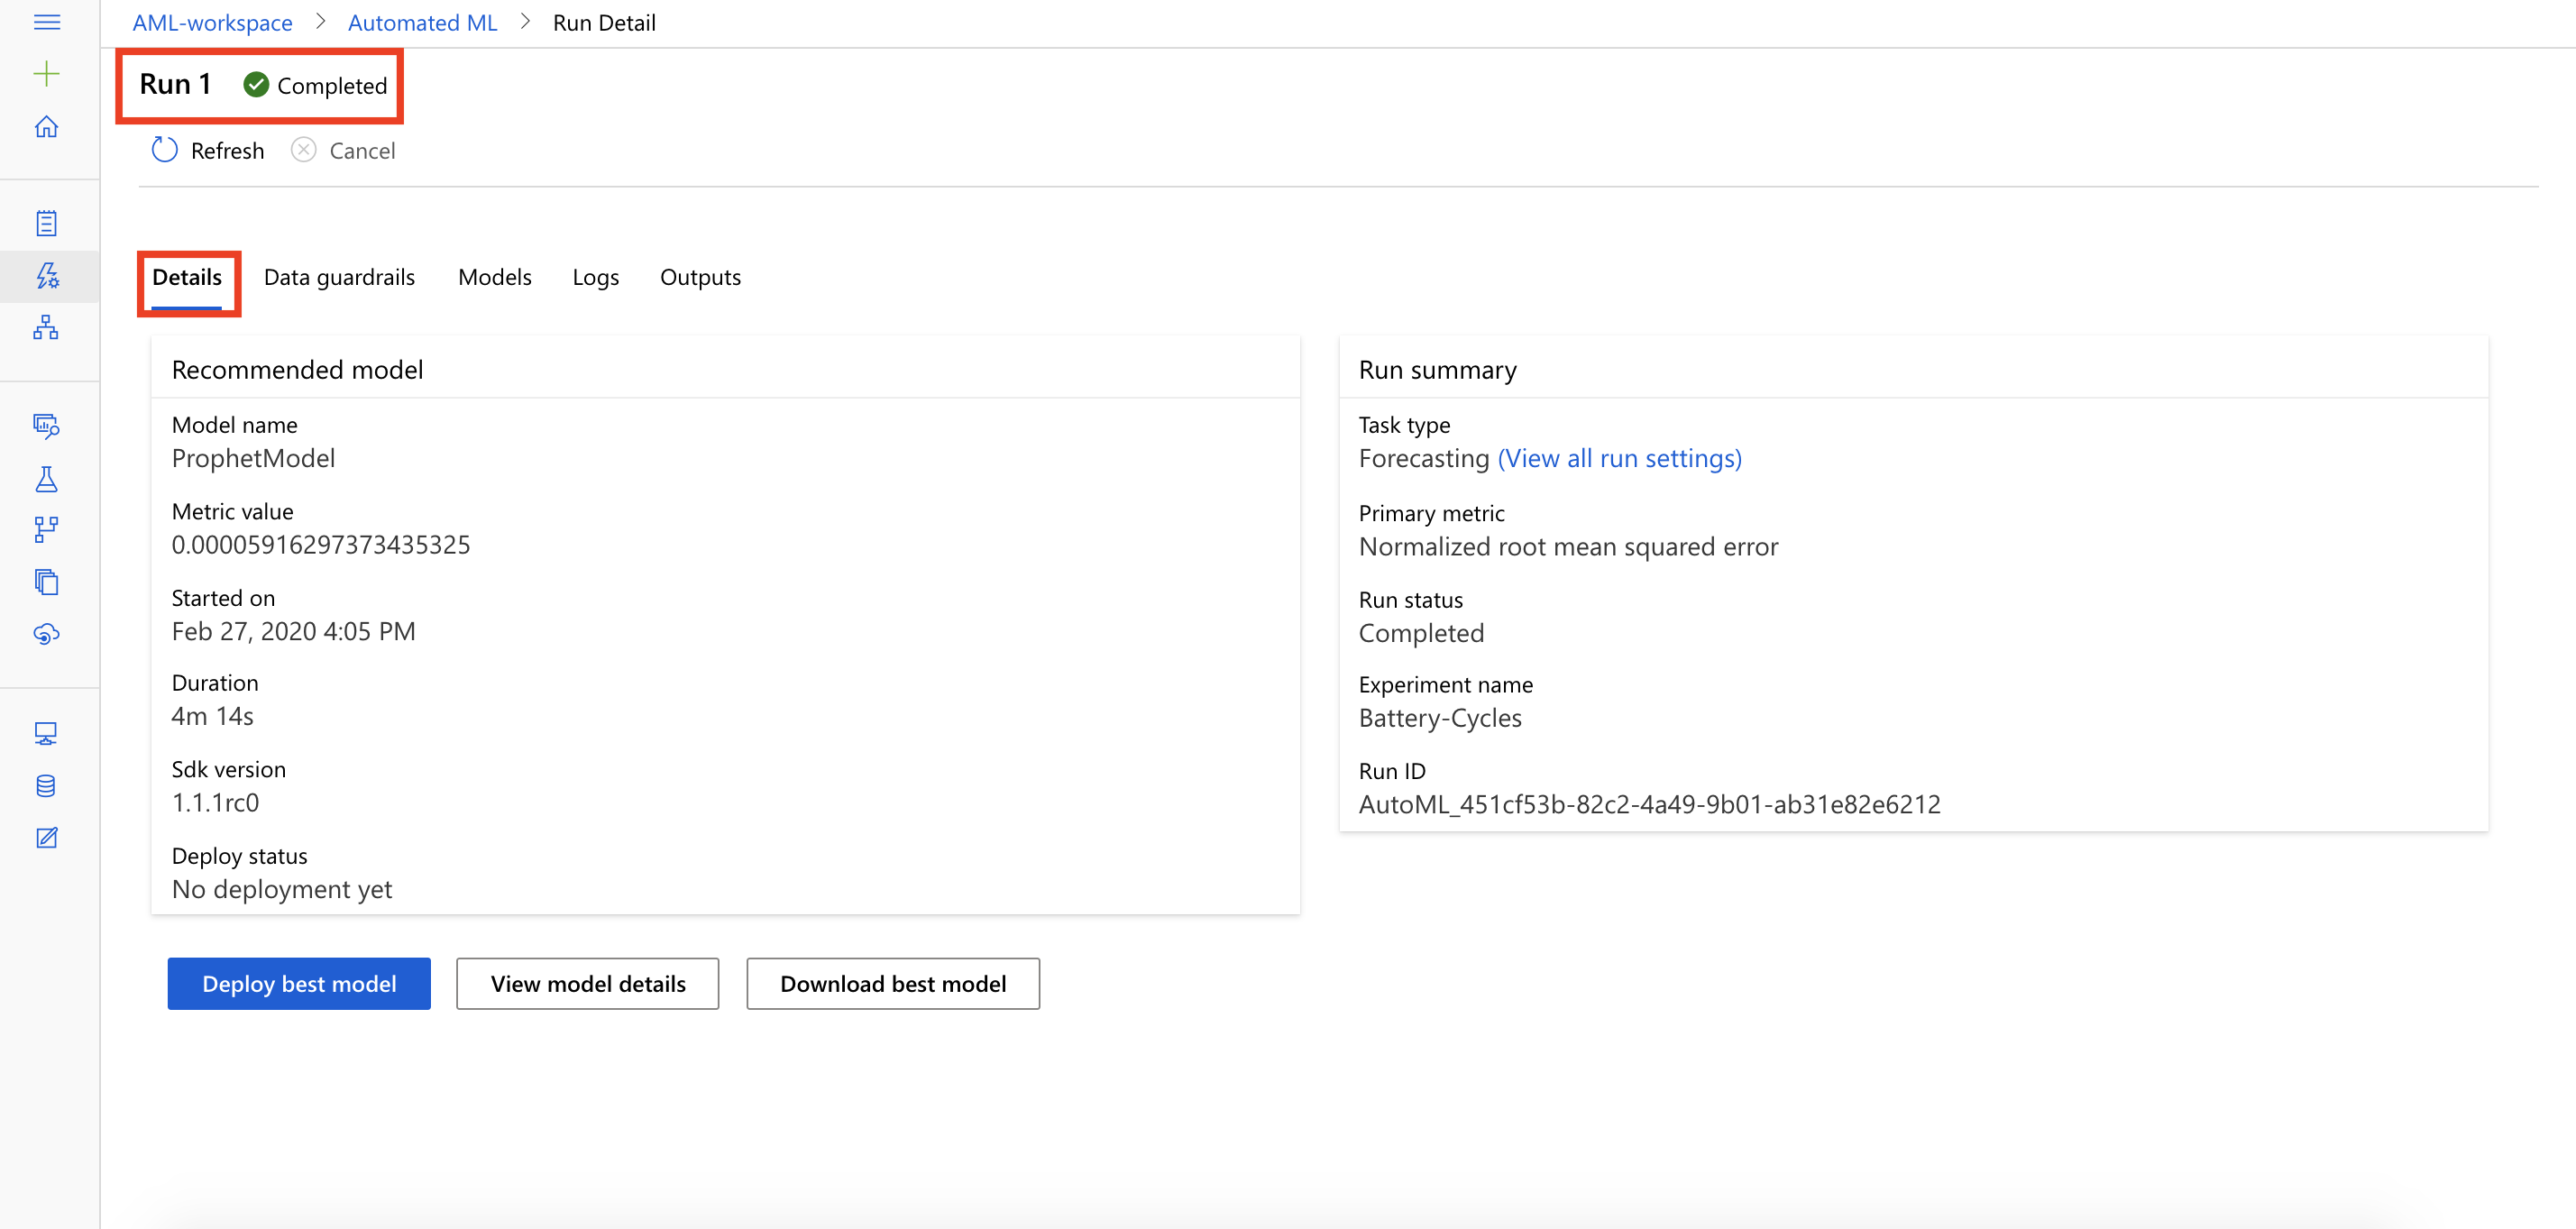 AML-workspace > Automated ML > Run Detail
Run 1 Completed
Refresh Cancel
Details Data guardrails Models Logs Outputs
Recommended model
Model name
ProphetModel
Metric value
0.00005916297373435325
Started on
Feb 27, 2020 4:05 PM
Duration
4m 14s
Sdk version
1.1.1rc0
Deploy status
No deployment yet
Run summary
Task type
Forecasting (View all run settings)
Primary metric
Normalized root mean squared error
Run status
Completed
Experiment name
Battery-Cycles
Run ID
AutoML_451cf53b-82c2-4a49-9b01-ab31e82e6212
Deploy best model View model details Download best model